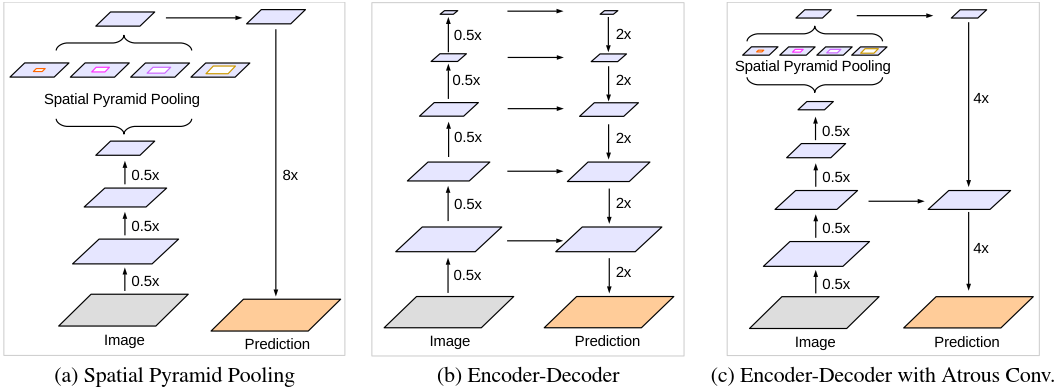 Spatial Pyramid Pooling
0.5x
0.5x
0.5x
8x
Image
Prediction
(a) Spatial Pyramid Pooling
0.5x
2x
0.5x
2x
0.5x
2x
0.5x
2x
0.5x
2x
Image
Prediction
(b) Encoder-Decoder
Spatial Pyramid Pooling
4x
0.5x
0.5x
0.5x
4x
0.5x
Image
Prediction
(c) Encoder-Decoder with Atrous Conv.